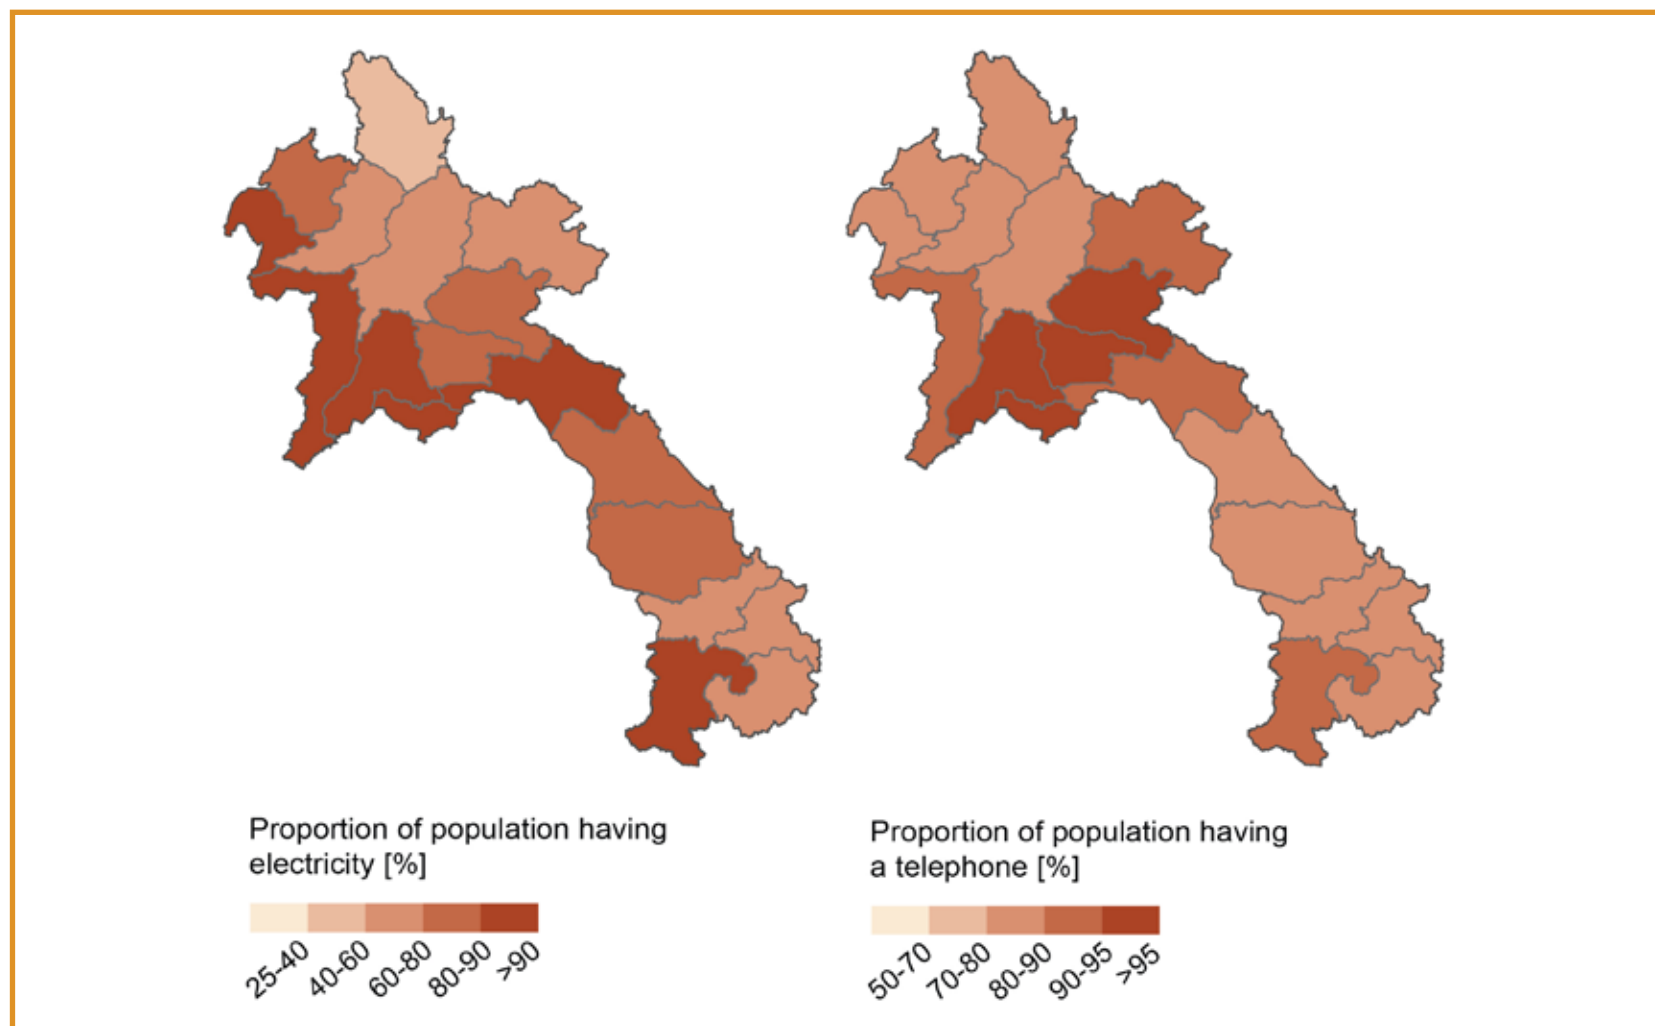 Proportion of population having
electricity [%]
25-40
40-60
60-80
80-90
>90
Proportion of population having
a telephone [%]
50-70
70-80
80-90
90-95
>95